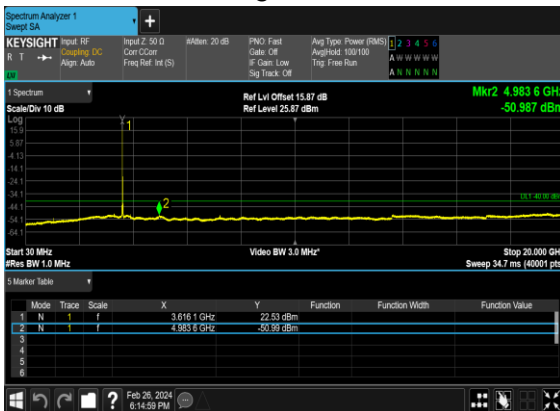 Spectrum Analyzer 1
Swept SA
KEYSIGHT Input: RF Input Z: 50 Ω #Atten: 20 dB PNO: Fast Avg Type: Power (RMS) 1 2 3 4 5 6
R T Coupling: DC Corr CCorr Gate: Off Avg|Hold: 100/100 A W W W W W
Align: Auto Freq Ref: Int (S) IF Gain: Low Trig: Free Run
Sig Track: Off A N N N N N
1 Spectrum Ref Lvl Offset 15.87 dB Mkr2 4.983 6 GHz
Scale/Div 10 dB Ref Level 25.87 dBm -50.987 dBm
Log
15.9
5.87
-4.13
-14.1
-24.1
-34.1
-44.1
-54.1
-64.1
1
2
DL1 -40.00 dBm
Start 30 MHz Video BW 3.0 MHz* Stop 20.000 GHz
#Res BW 1.0 MHz Sweep 34.7 ms (40001 pts)
5 Marker Table
Mode Trace Scale X Y Function Function Width Function Value
1 N 1 f 3.616 1 GHz 22.53 dBm
2 N 1 f 4.983 6 GHz -50.99 dBm
3
4
5
6
? Feb 26, 2024
6:14:59 PM